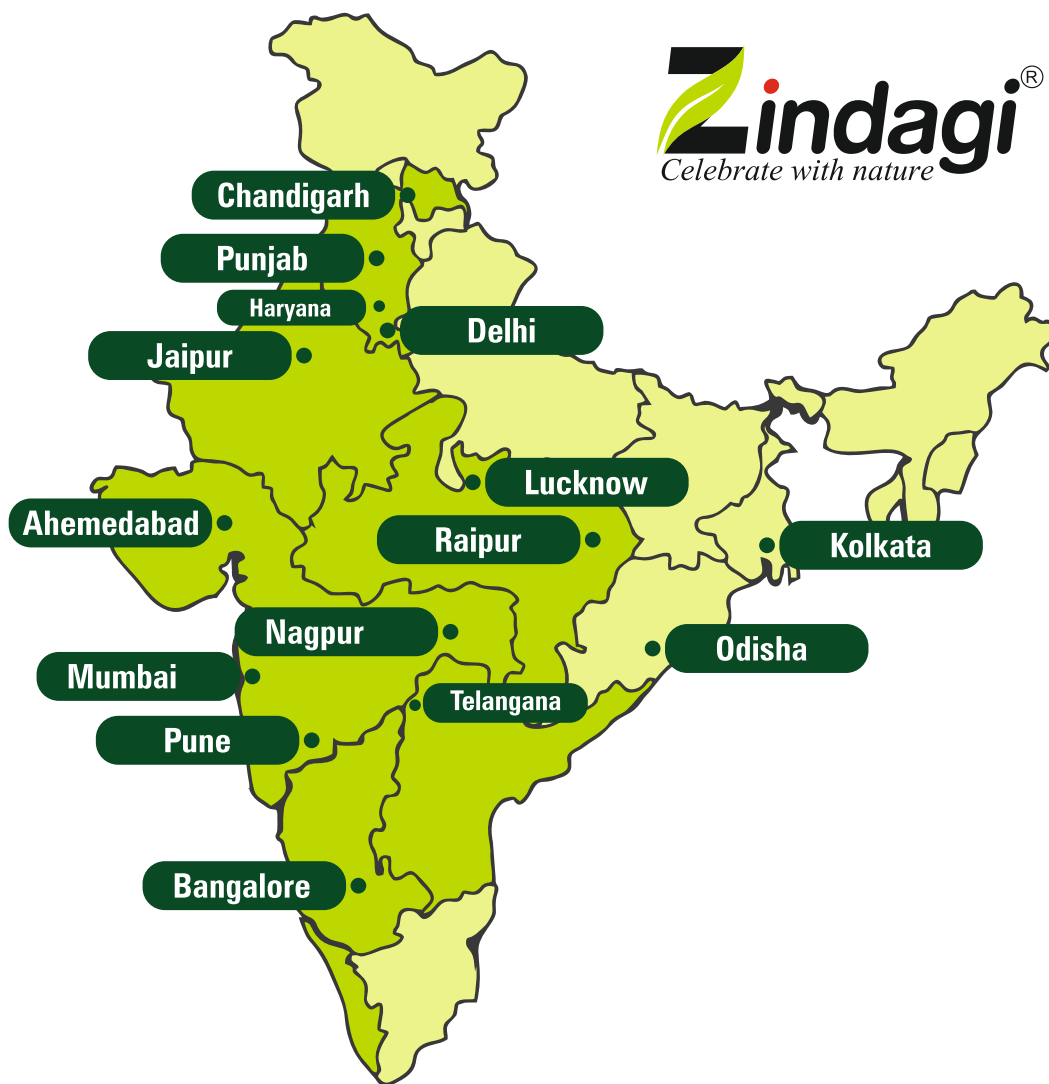 Zindagi®
Celebrate with nature
Chandigarh
Punjab
Haryana
Delhi
Jaipur
Lucknow
Ahemedabad
Raipur
Kolkata
Nagpur
Odisha
Mumbai
Telangana
Pune
Bangalore